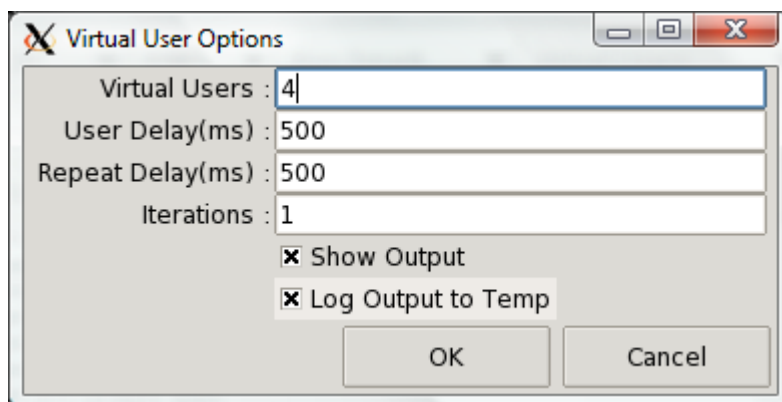 Virtual User Options
Virtual Users : 4
User Delay(ms) : 500
Repeat Delay(ms) : 500
Iterations : 1
Show Output
Log Output to Temp
OK Cancel